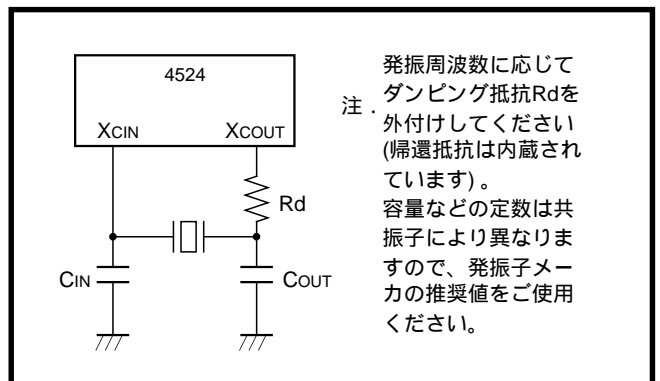 4524
XCIN
XCOUT
Rd
CIN
COUT
注．
発振周波数に応じて
ダンピング抵抗Rdを
外付けしてください
(帰還抵抗は内蔵され
ています)。
容量などの定数は共
振子により異なりま
すので、発振子メー
カの推奨値をご使用
ください。